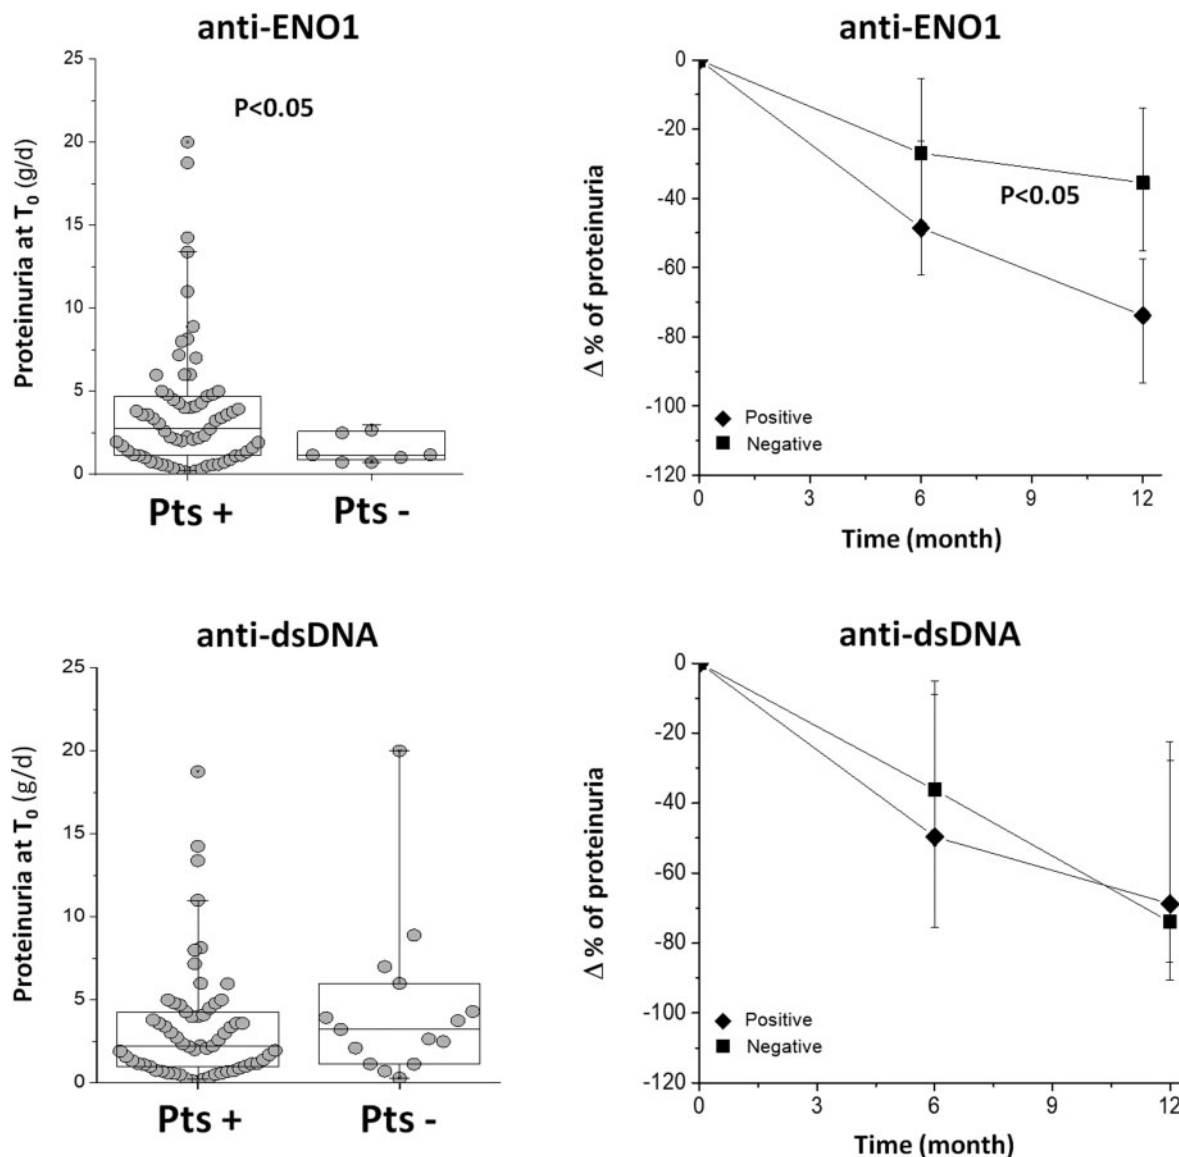 anti-ENO1
25
20
15
10
5
0
Proteinuria at T0 (g/d)
P<0.05
Pts +
Pts -
anti-ENO1
0
-20
-40
-60
-80
-100
-120
Δ % of proteinuria
P<0.05
Positive
Negative
0
3
6
9
12
Time (month)
anti-dsDNA
25
20
15
10
5
0
Proteinuria at T0 (g/d)
Pts +
Pts -
anti-dsDNA
0
-20
-40
-60
-80
-100
-120
Δ % of proteinuria
Positive
Negative
0
3
6
9
12
Time (month)